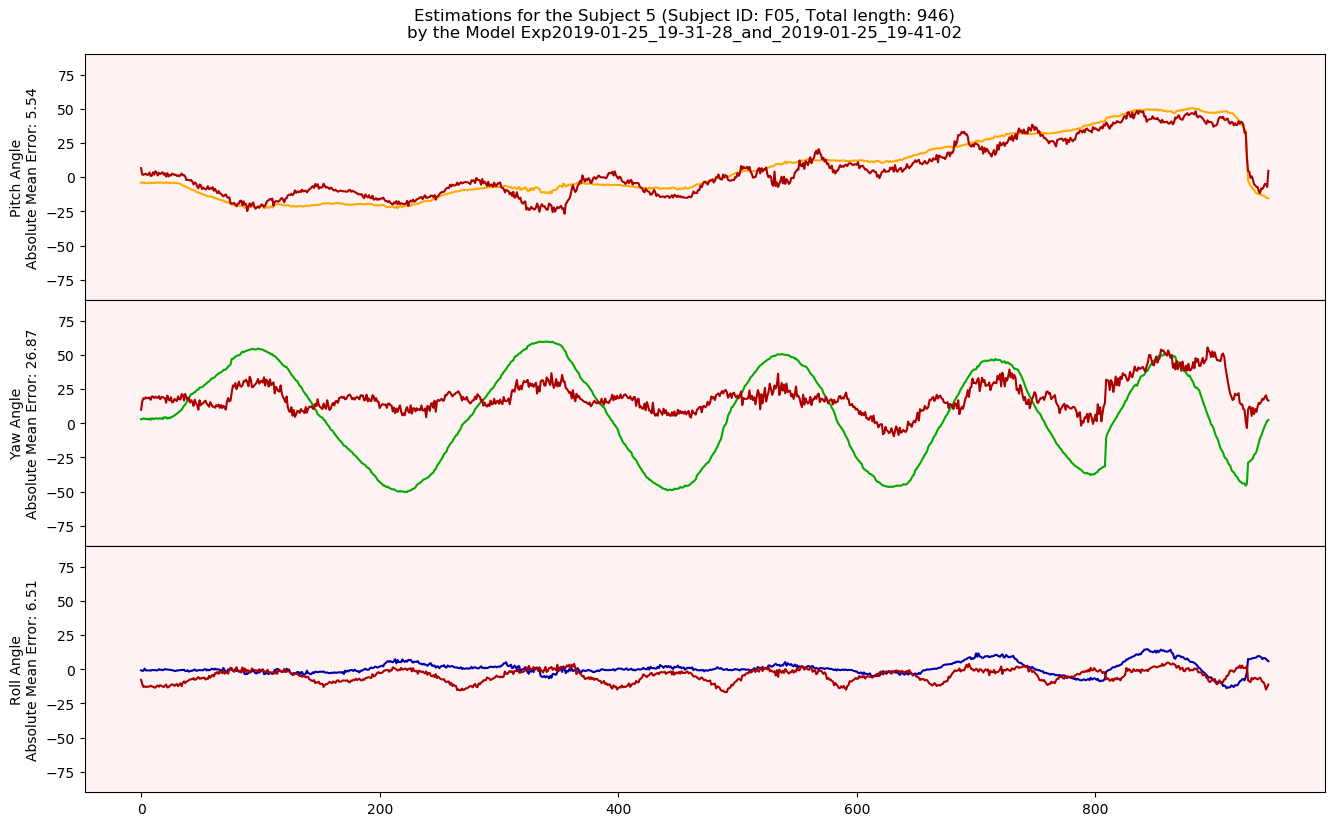 Estimations for the Subject 5 (Subject ID: F05, Total length: 946)
by the Model Exp2019-01-25_19-31-28_and_2019-01-25_19-41-02
Pitch Angle
Absolute Mean Error: 5.54
75
50
25
0
−25
−50
−75
Yaw Angle
Absolute Mean Error: 26.87
75
50
25
0
−25
−50
−75
Roll Angle
Absolute Mean Error: 6.51
75
50
25
0
−25
−50
−75
0 200 400 600 800